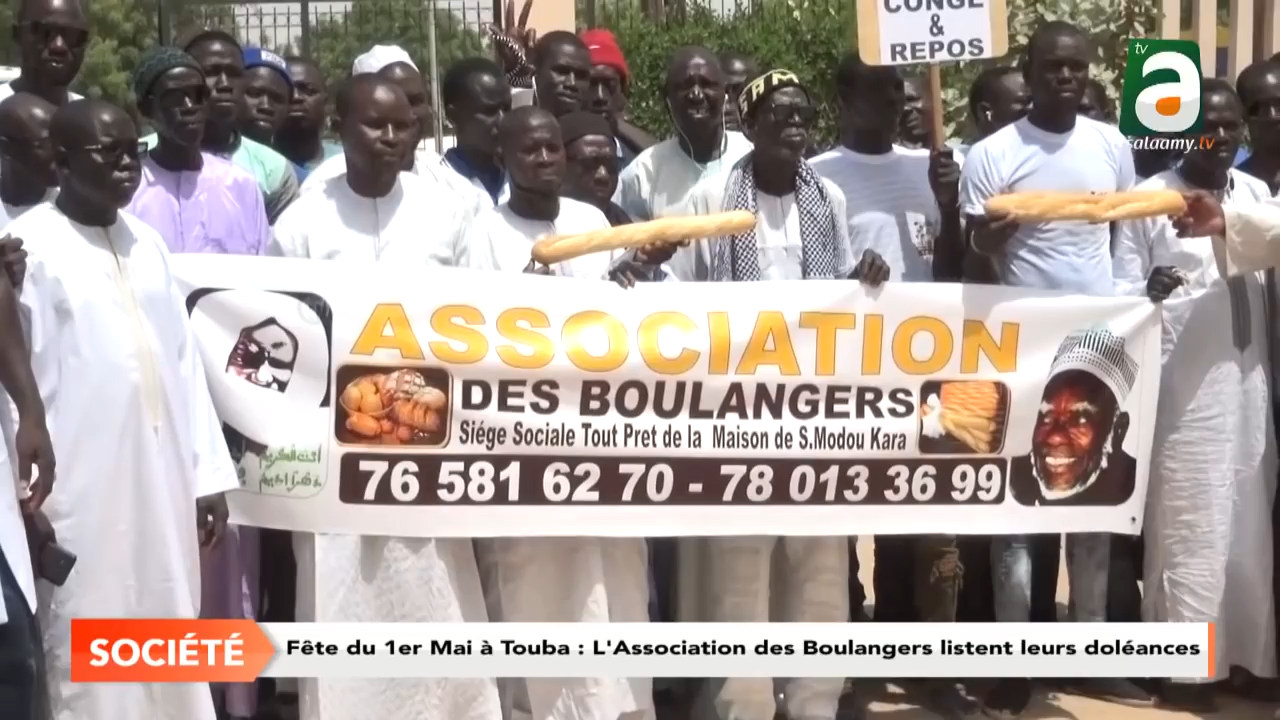 CONGE
&
REPOS
tv
a
salaamy.tv
ASSOCIATION
DES BOULANGERS
Siége Sociale Tout Pret de la Maison de S.Modou Kara
76 581 62 70 - 78 013 36 99
SOCIÉTÉ
Fête du 1er Mai à Touba : L'Association des Boulangers listent leurs doléances